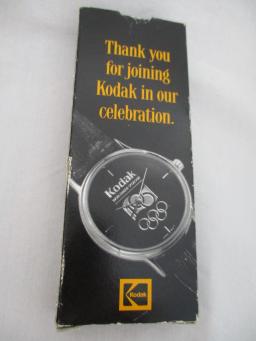 Thank you
for joining
Kodak in our
celebration.
Kodak
Kodak